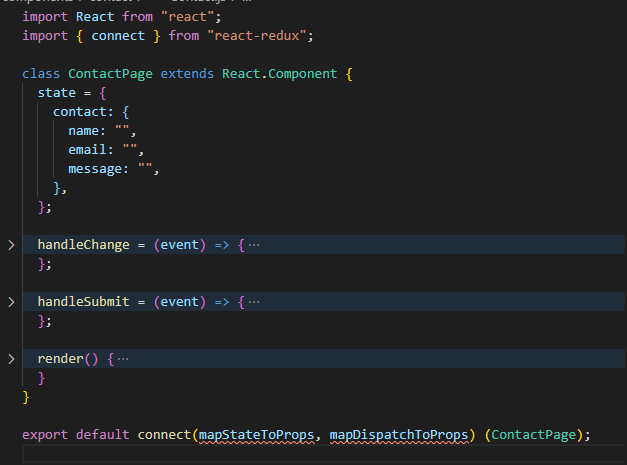 import React from "react";
import { connect } from "react-redux";
class ContactPage extends React.Component {
state = {
contact: {
name: "",
email: "",
message: "",
},
};
handleChange = (event) => { ...
};
handleSubmit = (event) => { ...
};
render() { ...
}
}
export default connect(mapStateToProps, mapDispatchToProps) (ContactPage);